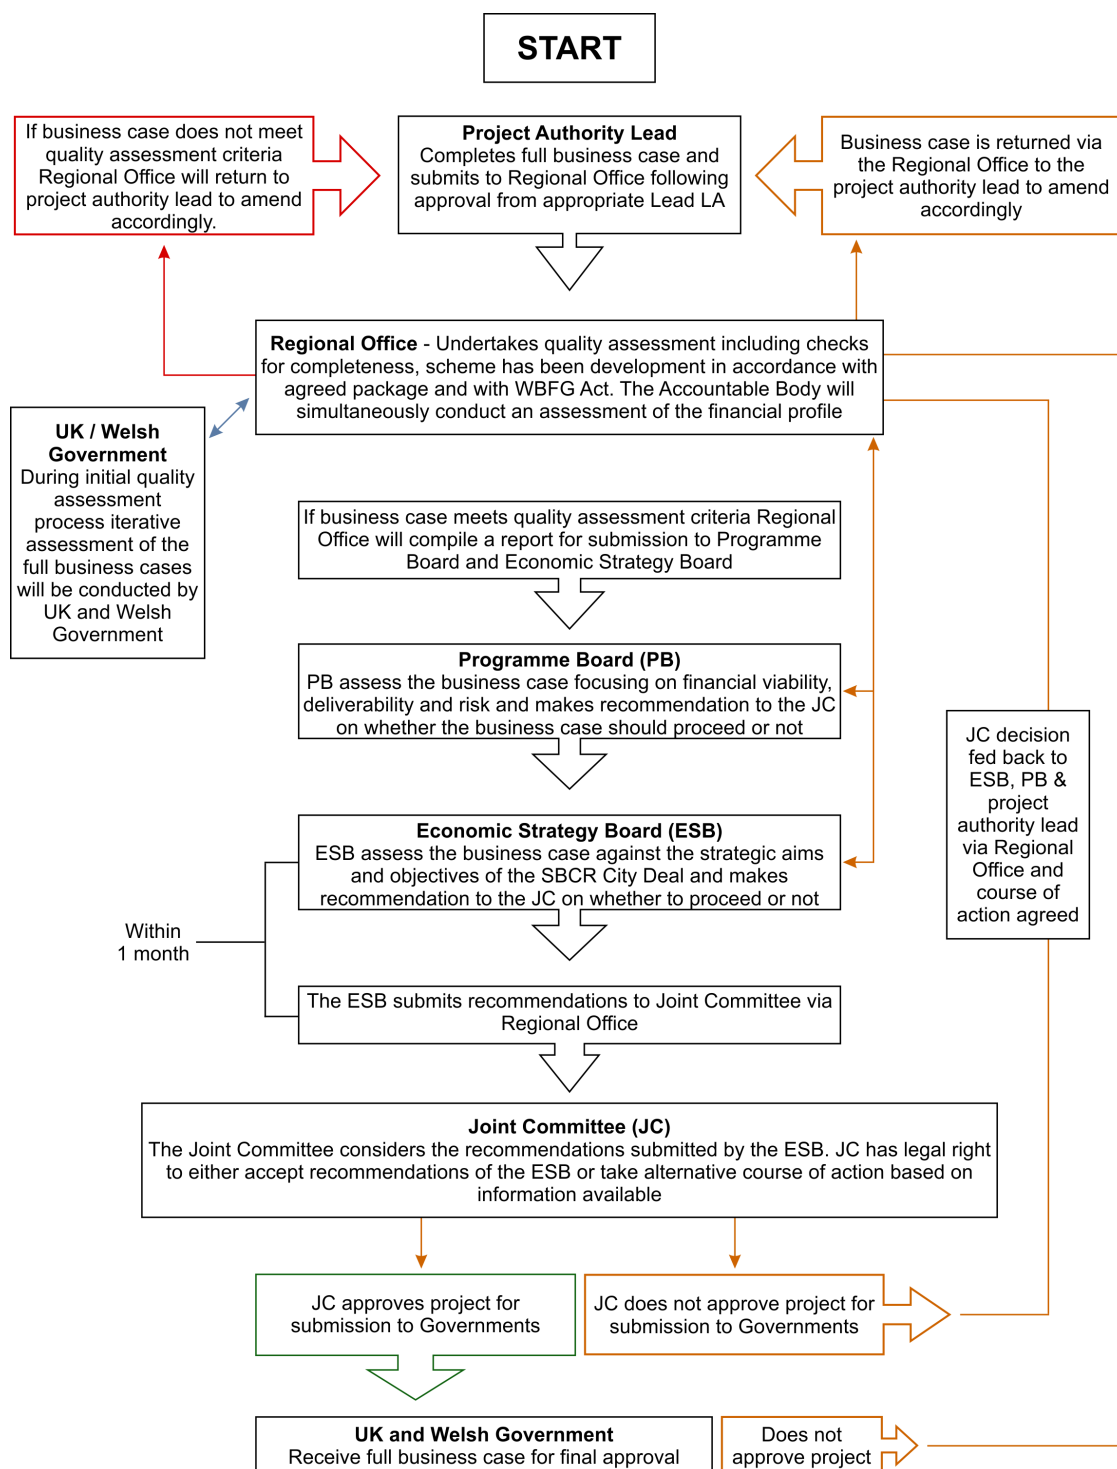 START
If business case does not meet
quality assessment criteria
Regional Office will return to
project authority lead to amend
accordingly.
Project Authority Lead
Completes full business case and
submits to Regional Office following
approval from appropriate Lead LA
Business case is returned via
the Regional Office to the
project authority lead to amend
accordingly
Regional Office - Undertakes quality assessment including checks
for completeness, scheme has been development in accordance with
agreed package and with WBFG Act. The Accountable Body will
simultaneously conduct an assessment of the financial profile
UK / Welsh
Government
During initial quality
assessment
process iterative
assessment of the
full business cases
will be conducted by
UK and Welsh
Government
If business case meets quality assessment criteria Regional
Office will compile a report for submission to Programme
Board and Economic Strategy Board
Programme Board (PB)
PB assess the business case focusing on financial viability,
deliverability and risk and makes recommendation to the JC
on whether the business case should proceed or not
JC decision
fed back to
ESB, PB &
project
authority lead
via Regional
Office and
course of
action agreed
Economic Strategy Board (ESB)
ESB assess the business case against the strategic aims
and objectives of the SBCR City Deal and makes
recommendation to the JC on whether to proceed or not
Within
1 month
The ESB submits recommendations to Joint Committee via
Regional Office
Joint Committee (JC)
The Joint Committee considers the recommendations submitted by the ESB. JC has legal right
to either accept recommendations of the ESB or take alternative course of action based on
information available
JC approves project for
submission to Governments
JC does not approve project for
submission to Governments
UK and Welsh Government
Receive full business case for final approval
Does not
approve project